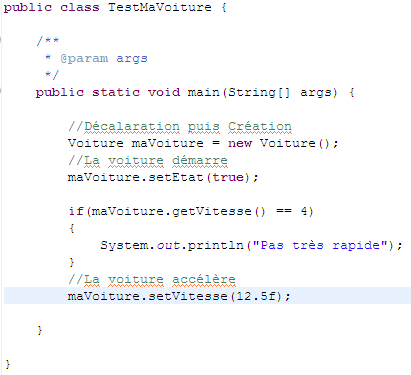 public class TestMaVoiture {
/**
* @param args
*/
public static void main(String[] args) {
//Décalaration puis Création
Voiture maVoiture = new Voiture();
//La voiture démarre
maVoiture.setEtat(true);
if(maVoiture.getVitesse() == 4)
{
System.out.println("Pas très rapide");
}
//La voiture accélère
maVoiture.setVitesse(12.5f);
}
}